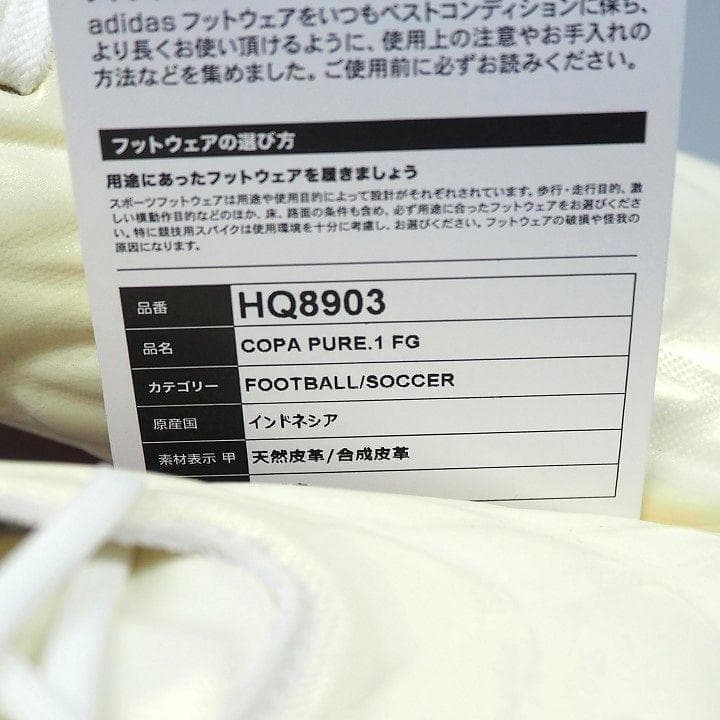 adidas フットウェアをいつもベストコンディションに保ち、
より長くお使い頂けるように、使用上の注意やお手入れの
方法などを集めました。ご使用前に必ずお読みください。
フットウェアの選び方
用途にあったフットウェアを履きましょう
スポーツフットウェアは用途や使用目的によって設計がそれぞれされています。歩行・走行目的、激
しい横動作目的などのほか、床、路面の条件も含め、必ず用途に合ったフットウェアをお選びくださ
い。特に競技用スパイクは使用環境を十分に考慮し、お選びください。フットウェアの破損や怪我の
原因になります。
品番 HQ8903
品名 COPA PURE.1 FG
カテゴリー FOOTBALL/SOCCER
原産国 インドネシア
素材表示 甲 天然皮革/合成皮革